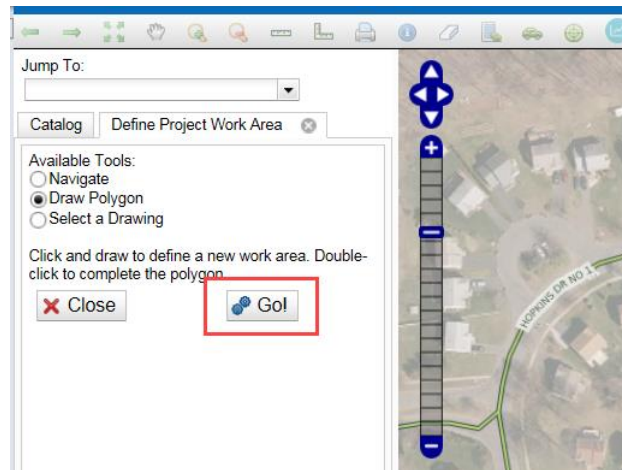 Jump To:
Catalog
Define Project Work Area
Available Tools:
Navigate
Draw Polygon
Select a Drawing
Click and draw to define a new work area. Double-
click to complete the polygon
Close
Go!
HOPKINS DR NO 1